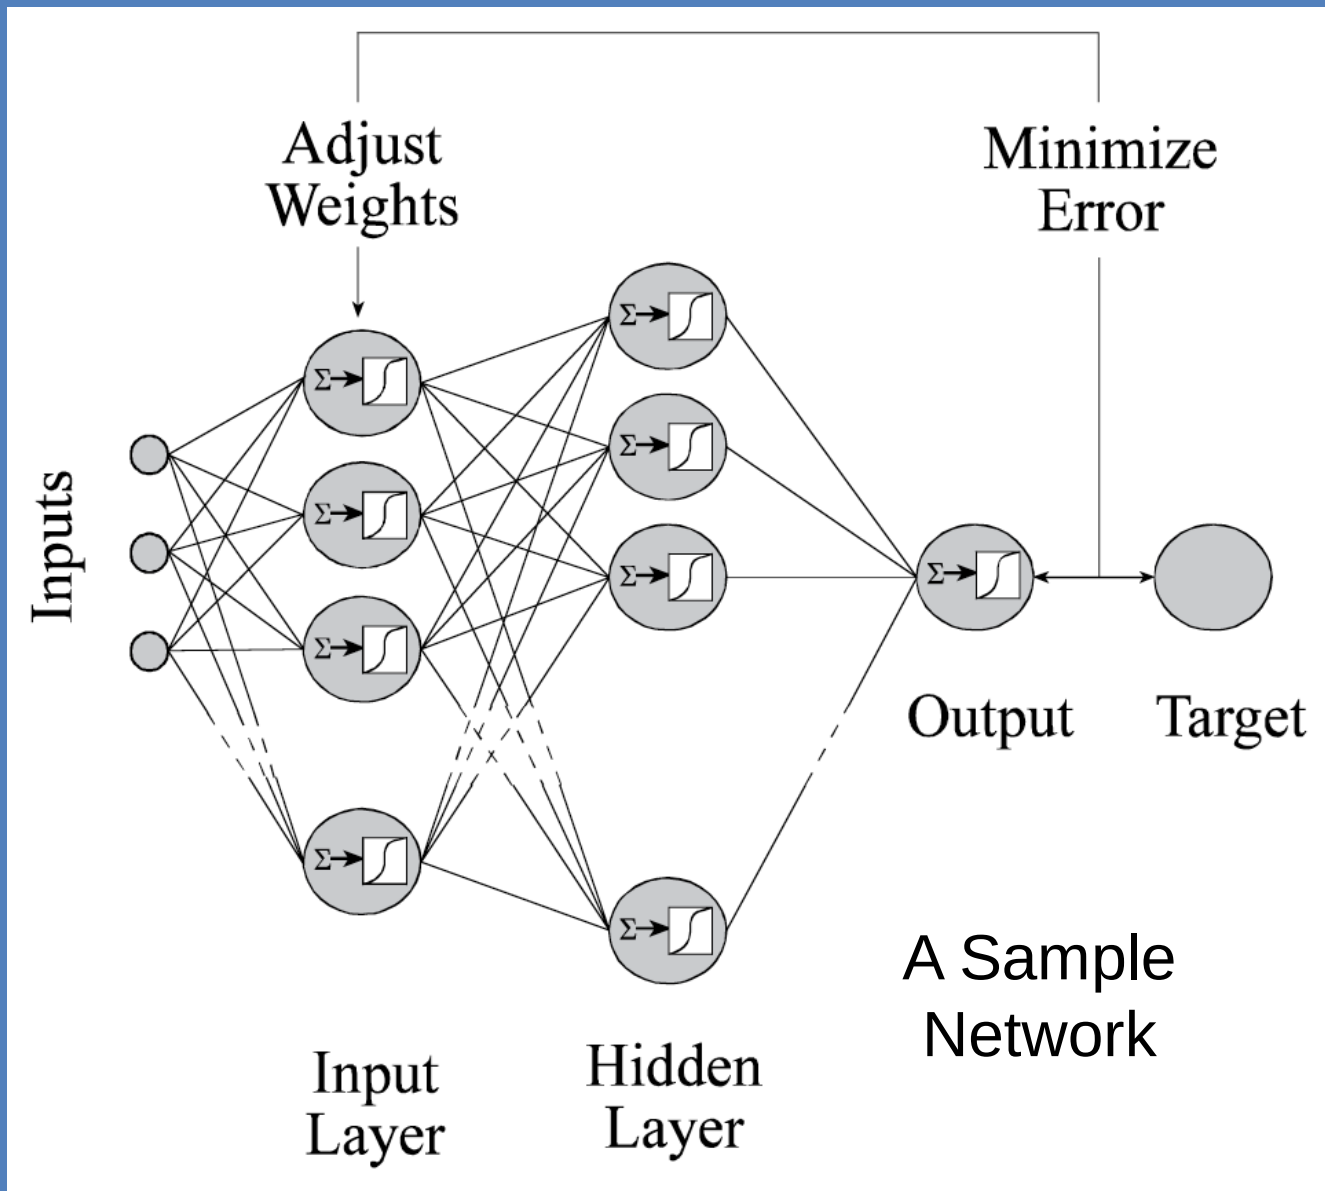 Adjust
Weights
Minimize
Error
Inputs
Σ
Σ
Σ
Σ
Σ
Σ
Σ
Σ
Σ
Output
Target
A Sample
Network
Input
Layer
Hidden
Layer